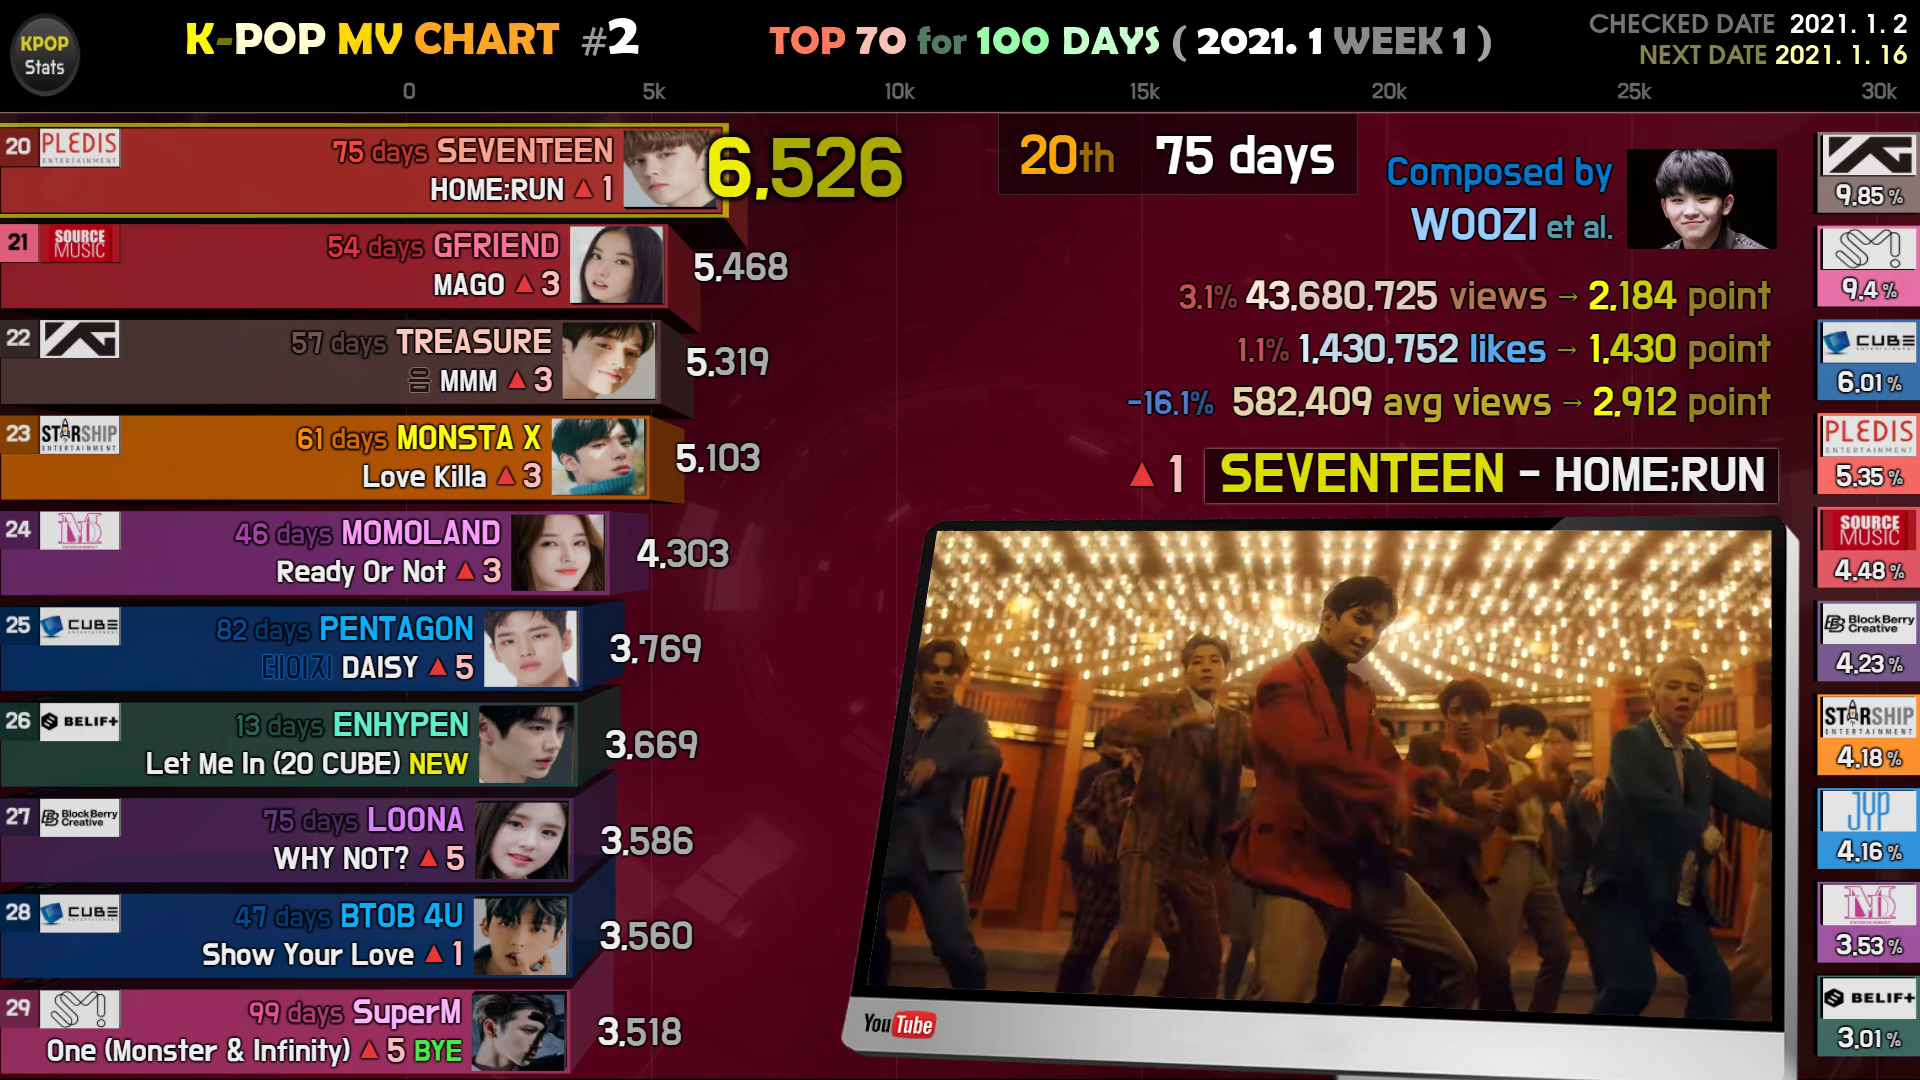 KPOP
Stats
K-POP MV CHART #2
TOP 70 for 100 DAYS ( 2021. 1 WEEK 1 )
CHECKED DATE 2021. 1. 2
NEXT DATE 2021. 1. 16
0 5k 10k 15k 20k 25k 30k
20 PLEDIS ENTERTAINMENT 75 days SEVENTEEN
HOME;RUN ▲ 1
6,526
21 SOURCE MUSIC 54 days GFRIEND
MAGO ▲ 3
5,468
22 YG 57 days TREASURE
음 MMM ▲ 3
5,319
23 STARSHIP ENTERTAINMENT 61 days MONSTA X
Love Killa ▲ 3
5,103
24 MLD 46 days MOMOLAND
Ready Or Not ▲ 3
4,303
25 CUBE 82 days PENTAGON
데이지 DAISY ▲ 5
3,769
26 BELIF+ 13 days ENHYPEN
Let Me In (20 CUBE) NEW
3,669
27 BlockBerry Creative 75 days LOONA
WHY NOT? ▲ 5
3,586
28 CUBE 47 days BTOB 4U
Show Your Love ▲ 1
3,560
29 SM 99 days SuperM
One (Monster & Infinity) ▲ 5 BYE
3,518
20th 75 days
Composed by
WOOZI et al.
3.1% 43,680,725 views → 2,184 point
1.1% 1,430,752 likes → 1,430 point
-16.1% 582,409 avg views → 2,912 point
▲ 1 SEVENTEEN - HOME;RUN
YouTube
YG
9.85 %
SM
9.4 %
CUBE
6.01 %
PLEDIS
ENTERTAINMENT
5.35 %
SOURCE
MUSIC
4.48 %
BlockBerry
Creative
4.23 %
STARSHIP
ENTERTAINMENT
4.18 %
JYP
4.16 %
MLD
3.53 %
BELIF+
3.01 %